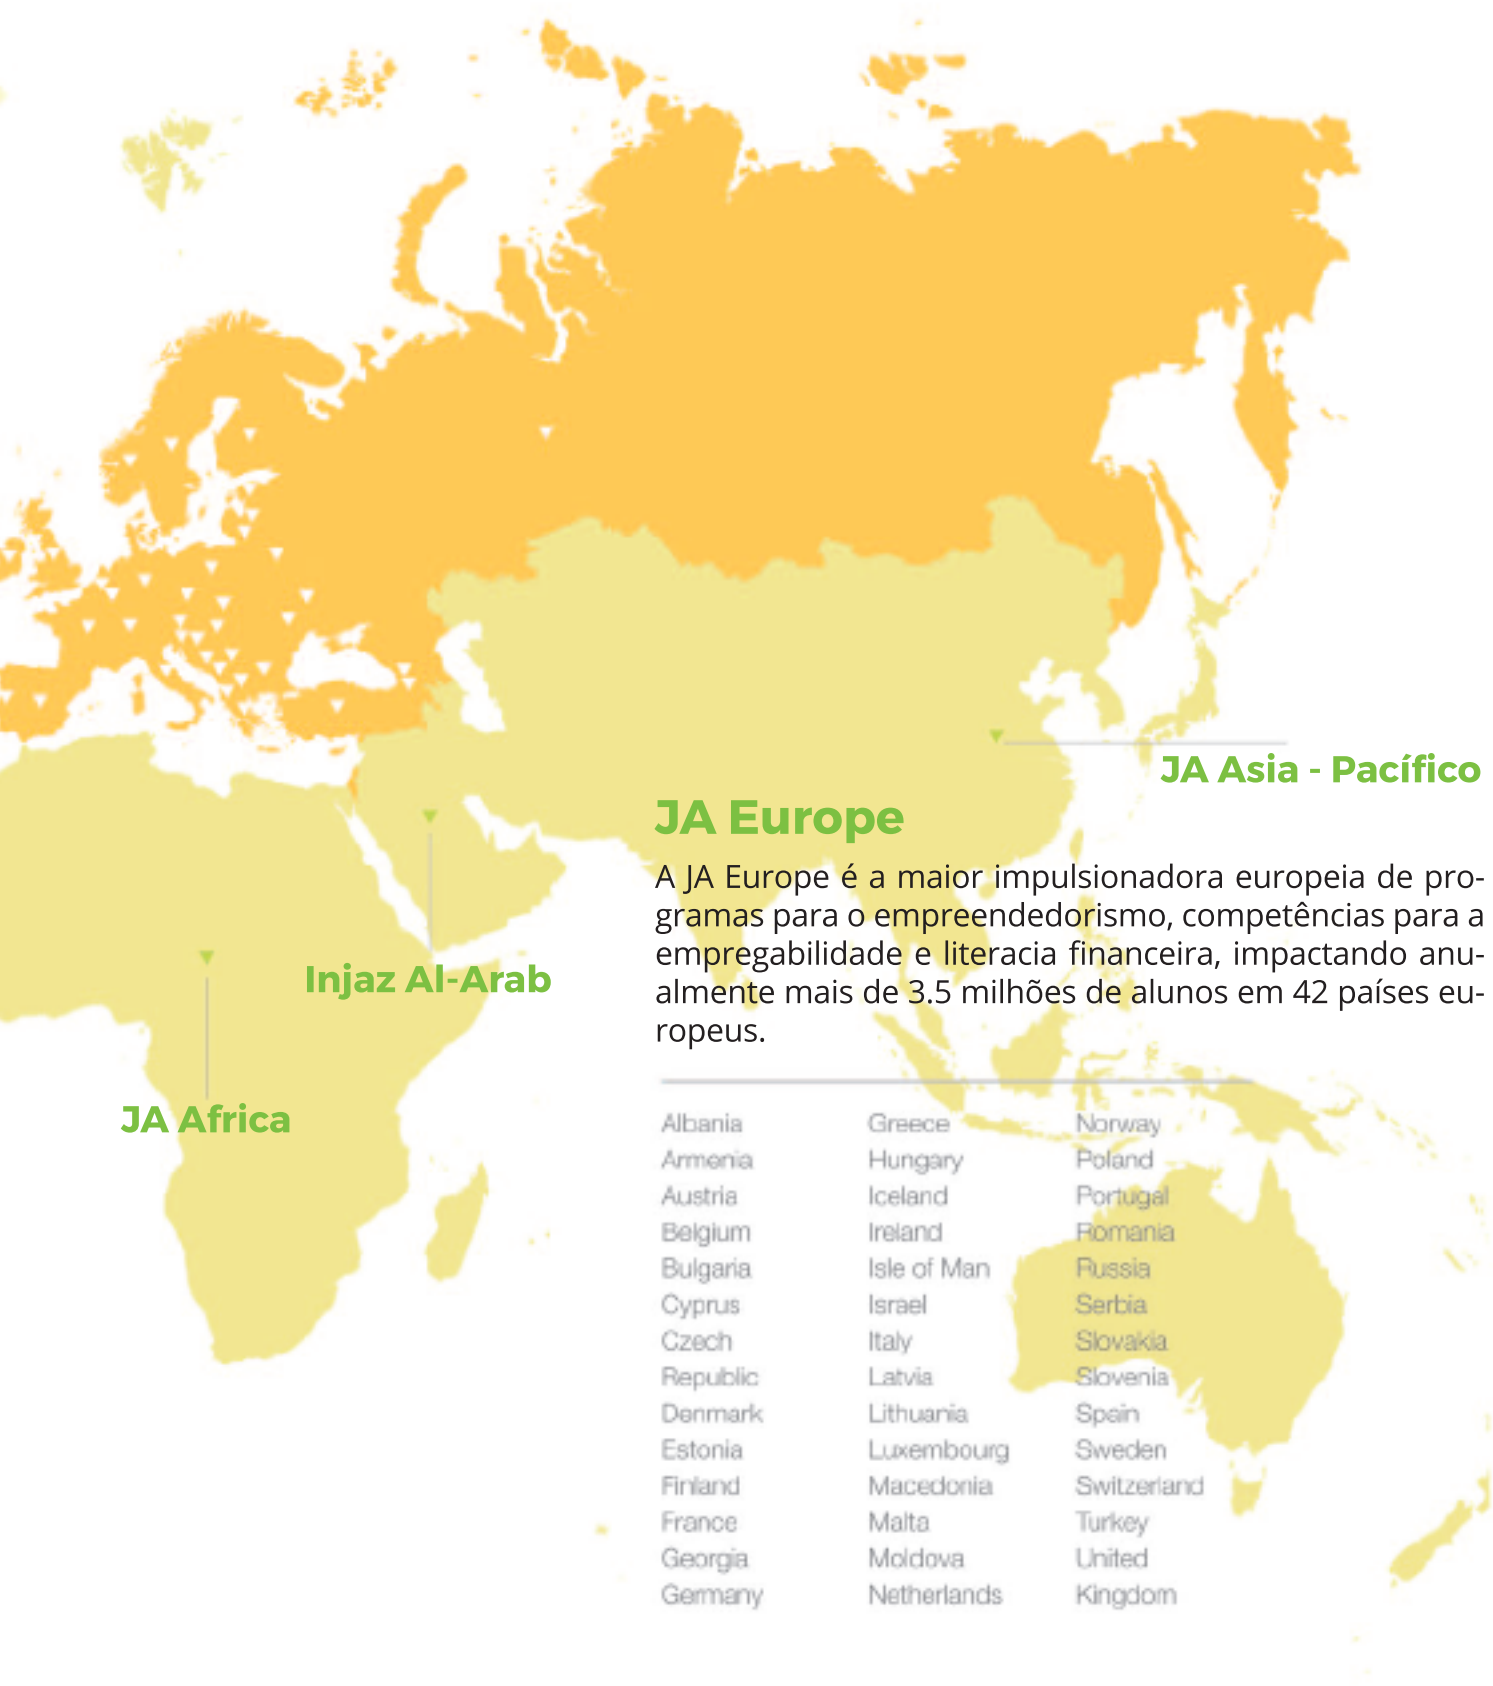 JA Asia - Pacífico
JA Europe
A JA Europe é a maior impulsionadora europeia de pro-
gramas para o empreendedorismo, competências para a
empregabilidade e literacia financeira, impactando anu-
almente mais de 3.5 milhões de alunos em 42 países eu-
ropeus.
Injaz Al-Arab
JA Africa
Albania
Armenia
Austria
Belgium
Bulgaria
Cyprus
Czech
Republic
Denmark
Estonia
Finland
France
Georgia
Germany
Greece
Hungary
Iceland
Ireland
Isle of Man
Israel
Italy
Latvia
Lithuania
Luxembourg
Macedonia
Malta
Moldova
Netherlands
Norway
Poland
Portugal
Romania
Russia
Serbia
Slovakia
Slovenia
Spain
Sweden
Switzerland
Turkey
United
Kingdom